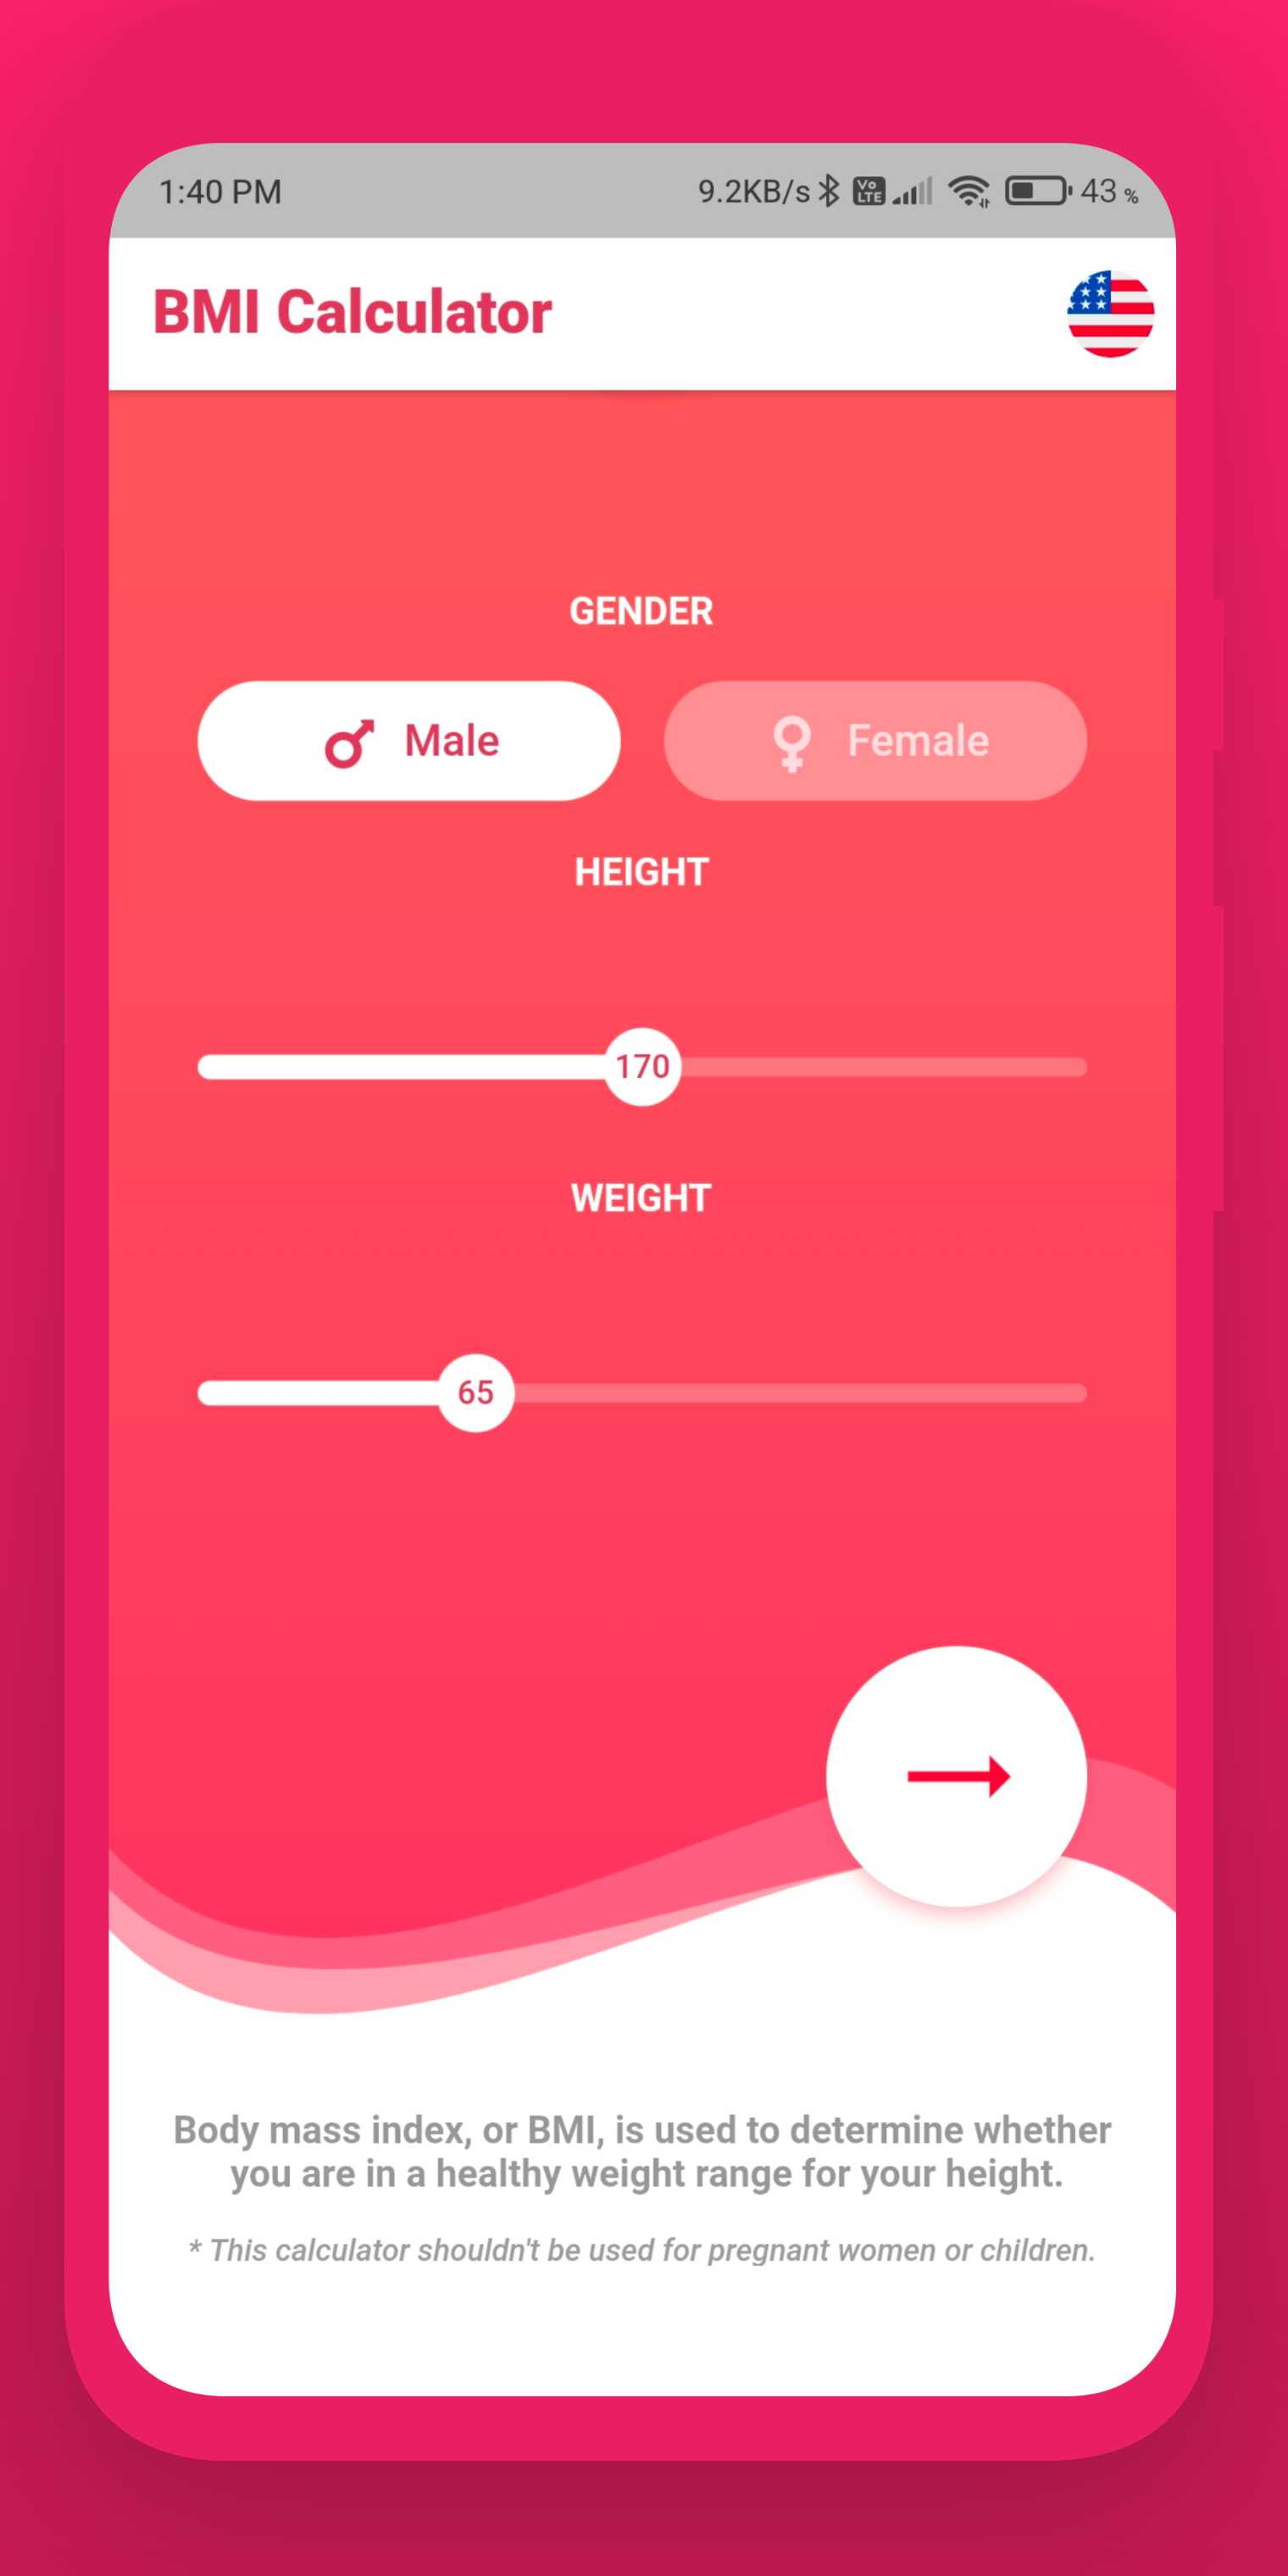 1:40 PM 9.2KB/s Vo LTE 43 %
BMI Calculator
GENDER
Male Female
HEIGHT
170
WEIGHT
65
Body mass index, or BMI, is used to determine whether
you are in a healthy weight range for your height.
* This calculator shouldn't be used for pregnant women or children.